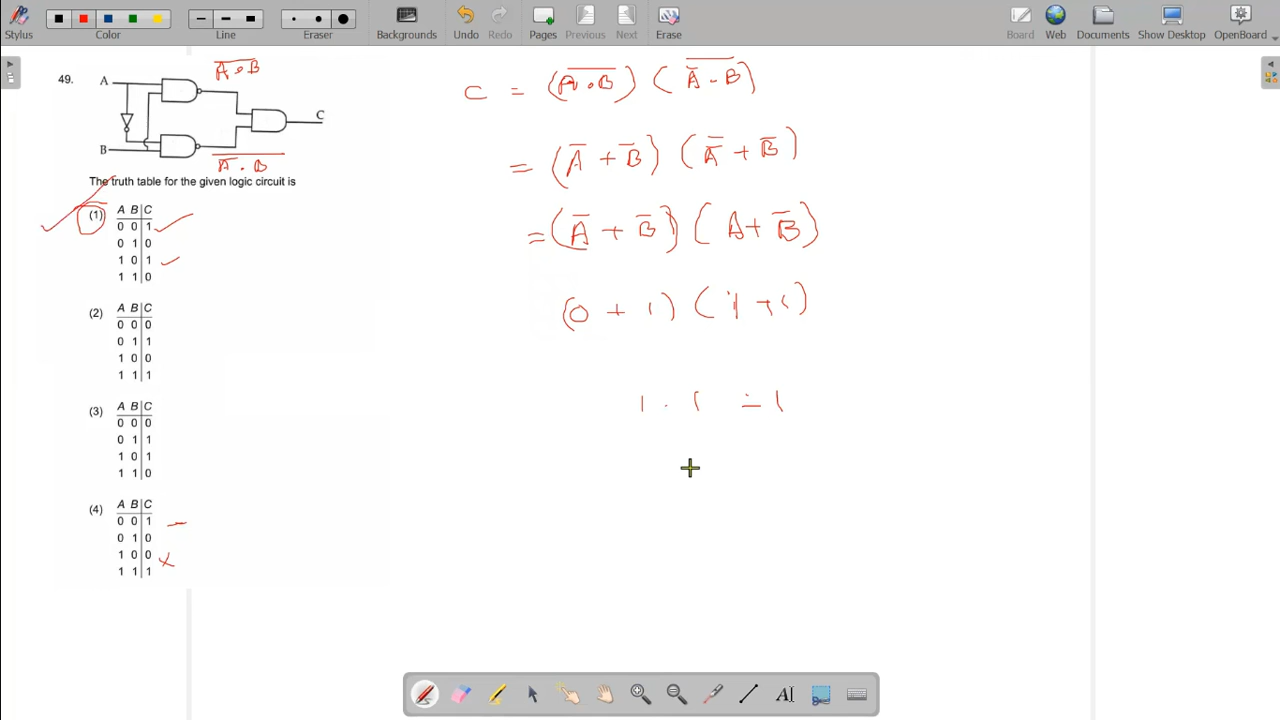 Stylus
Color
Line
Eraser
Backgrounds
Undo
Redo
Pages
Previous
Next
Erase
Board
Web
Documents
Show Desktop
OpenBoard
49.
A
B
C
A̅·̅B̅
A̅̅ · B̅
The truth table for the given logic circuit is
(1)
A B C
0 0 1
0 1 0
1 0 1
1 1 0
(2)
A B C
0 0 0
0 1 1
1 0 0
1 1 1
(3)
A B C
0 0 0
0 1 1
1 0 1
1 1 0
(4)
A B C
0 0 1
0 1 0
1 0 0
1 1 1
C = (A̅·̅B̅) (A̅̅·̅B̅)
= (A̅ + B̅) (A̅̅ + B̅)
= (A̅ + B̅) (A + B̅)
(0 + 1) (1 + 1)
1 . 1 = 1